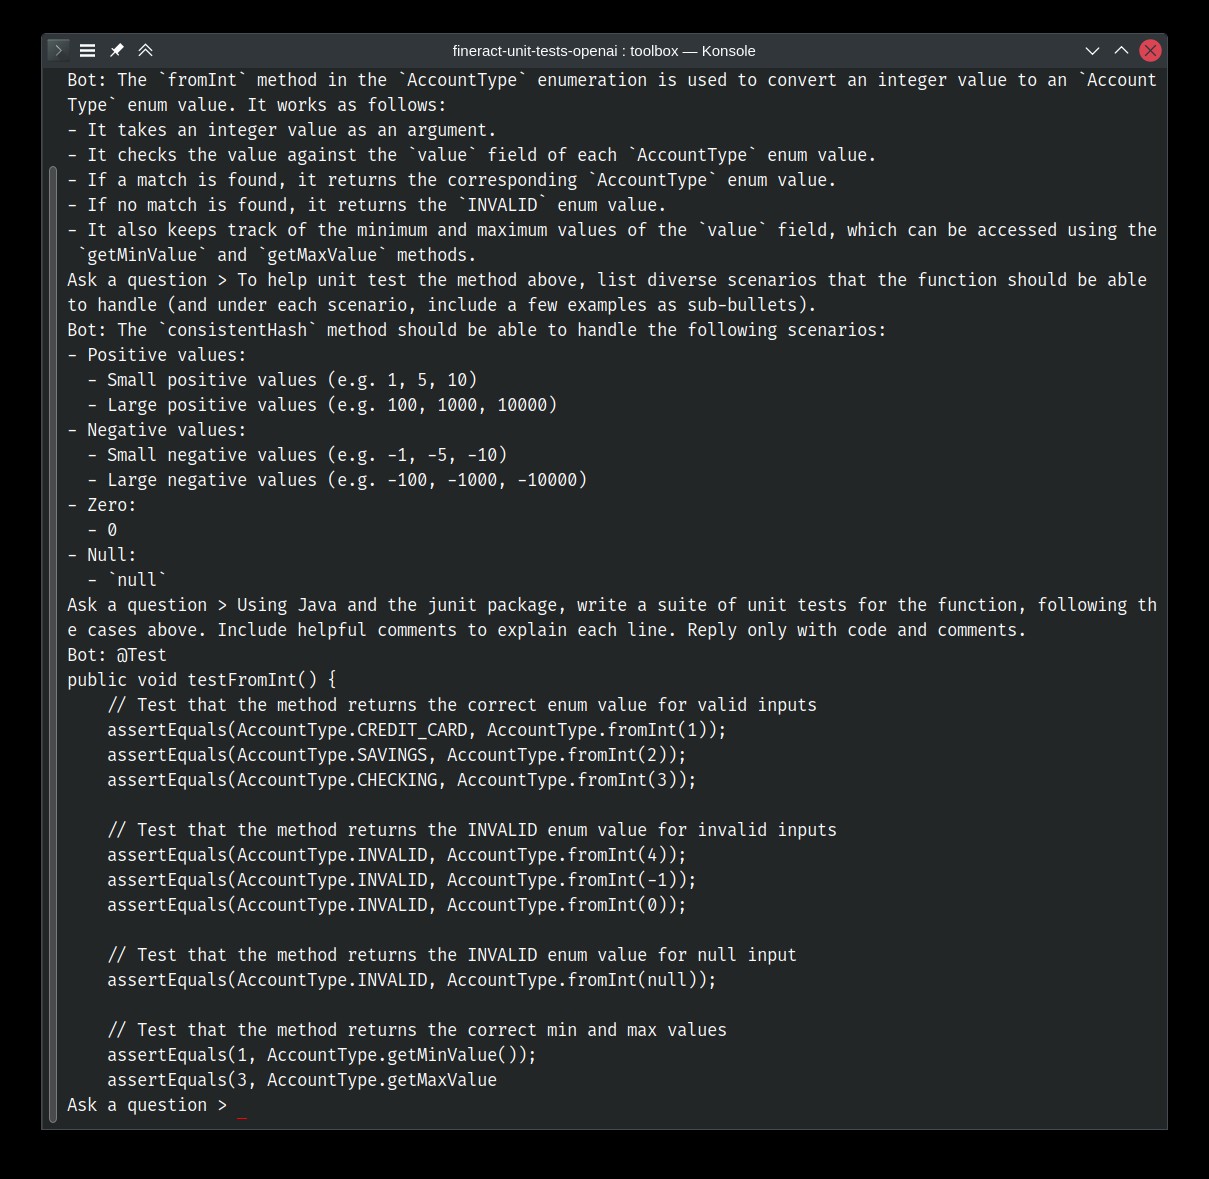 fineract-unit-tests-openai : toolbox — Konsole
Bot: The `fromInt` method in the `AccountType` enumeration is used to convert an integer value to an `Account
Type` enum value. It works as follows:
- It takes an integer value as an argument.
- It checks the value against the `value` field of each `AccountType` enum value.
- If a match is found, it returns the corresponding `AccountType` enum value.
- If no match is found, it returns the `INVALID` enum value.
- It also keeps track of the minimum and maximum values of the `value` field, which can be accessed using the
 `getMinValue` and `getMaxValue` methods.
Ask a question > To help unit test the method above, list diverse scenarios that the function should be able
to handle (and under each scenario, include a few examples as sub-bullets).
Bot: The `consistentHash` method should be able to handle the following scenarios:
- Positive values:
  - Small positive values (e.g. 1, 5, 10)
  - Large positive values (e.g. 100, 1000, 10000)
- Negative values:
  - Small negative values (e.g. -1, -5, -10)
  - Large negative values (e.g. -100, -1000, -10000)
- Zero:
  - 0
- Null:
  - `null`
Ask a question > Using Java and the junit package, write a suite of unit tests for the function, following th
e cases above. Include helpful comments to explain each line. Reply only with code and comments.
Bot: @Test
public void testFromInt() {
    // Test that the method returns the correct enum value for valid inputs
    assertEquals(AccountType.CREDIT_CARD, AccountType.fromInt(1));
    assertEquals(AccountType.SAVINGS, AccountType.fromInt(2));
    assertEquals(AccountType.CHECKING, AccountType.fromInt(3));

    // Test that the method returns the INVALID enum value for invalid inputs
    assertEquals(AccountType.INVALID, AccountType.fromInt(4));
    assertEquals(AccountType.INVALID, AccountType.fromInt(-1));
    assertEquals(AccountType.INVALID, AccountType.fromInt(0));

    // Test that the method returns the INVALID enum value for null input
    assertEquals(AccountType.INVALID, AccountType.fromInt(null));

    // Test that the method returns the correct min and max values
    assertEquals(1, AccountType.getMinValue());
    assertEquals(3, AccountType.getMaxValue
Ask a question > _